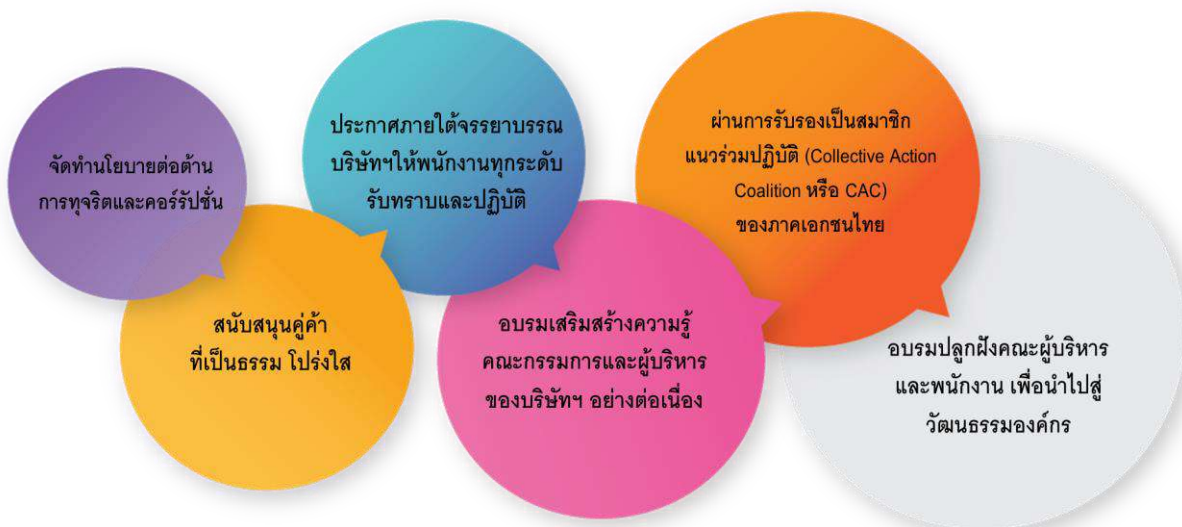 จัดทำนโยบายต่อต้าน
การทุจริตและคอร์รัปชั่น
สนับสนุนคู่ค้า
ที่เป็นธรรม โปร่งใส
ประกาศภายใต้จรรยาบรรณ
บริษัทฯให้พนักงานทุกระดับ
รับทราบและปฏิบัติ
อบรมเสริมสร้างความรู้
คณะกรรมการและผู้บริหาร
ของบริษัทฯ อย่างต่อเนื่อง
ผ่านการรับรองเป็นสมาชิก
แนวร่วมปฏิบัติ (Collective Action
Coalition หรือ CAC)
ของภาคเอกชนไทย
อบรมปลูกฝังคณะผู้บริหาร
และพนักงาน เพื่อนำไปสู่
วัฒนธรรมองค์กร